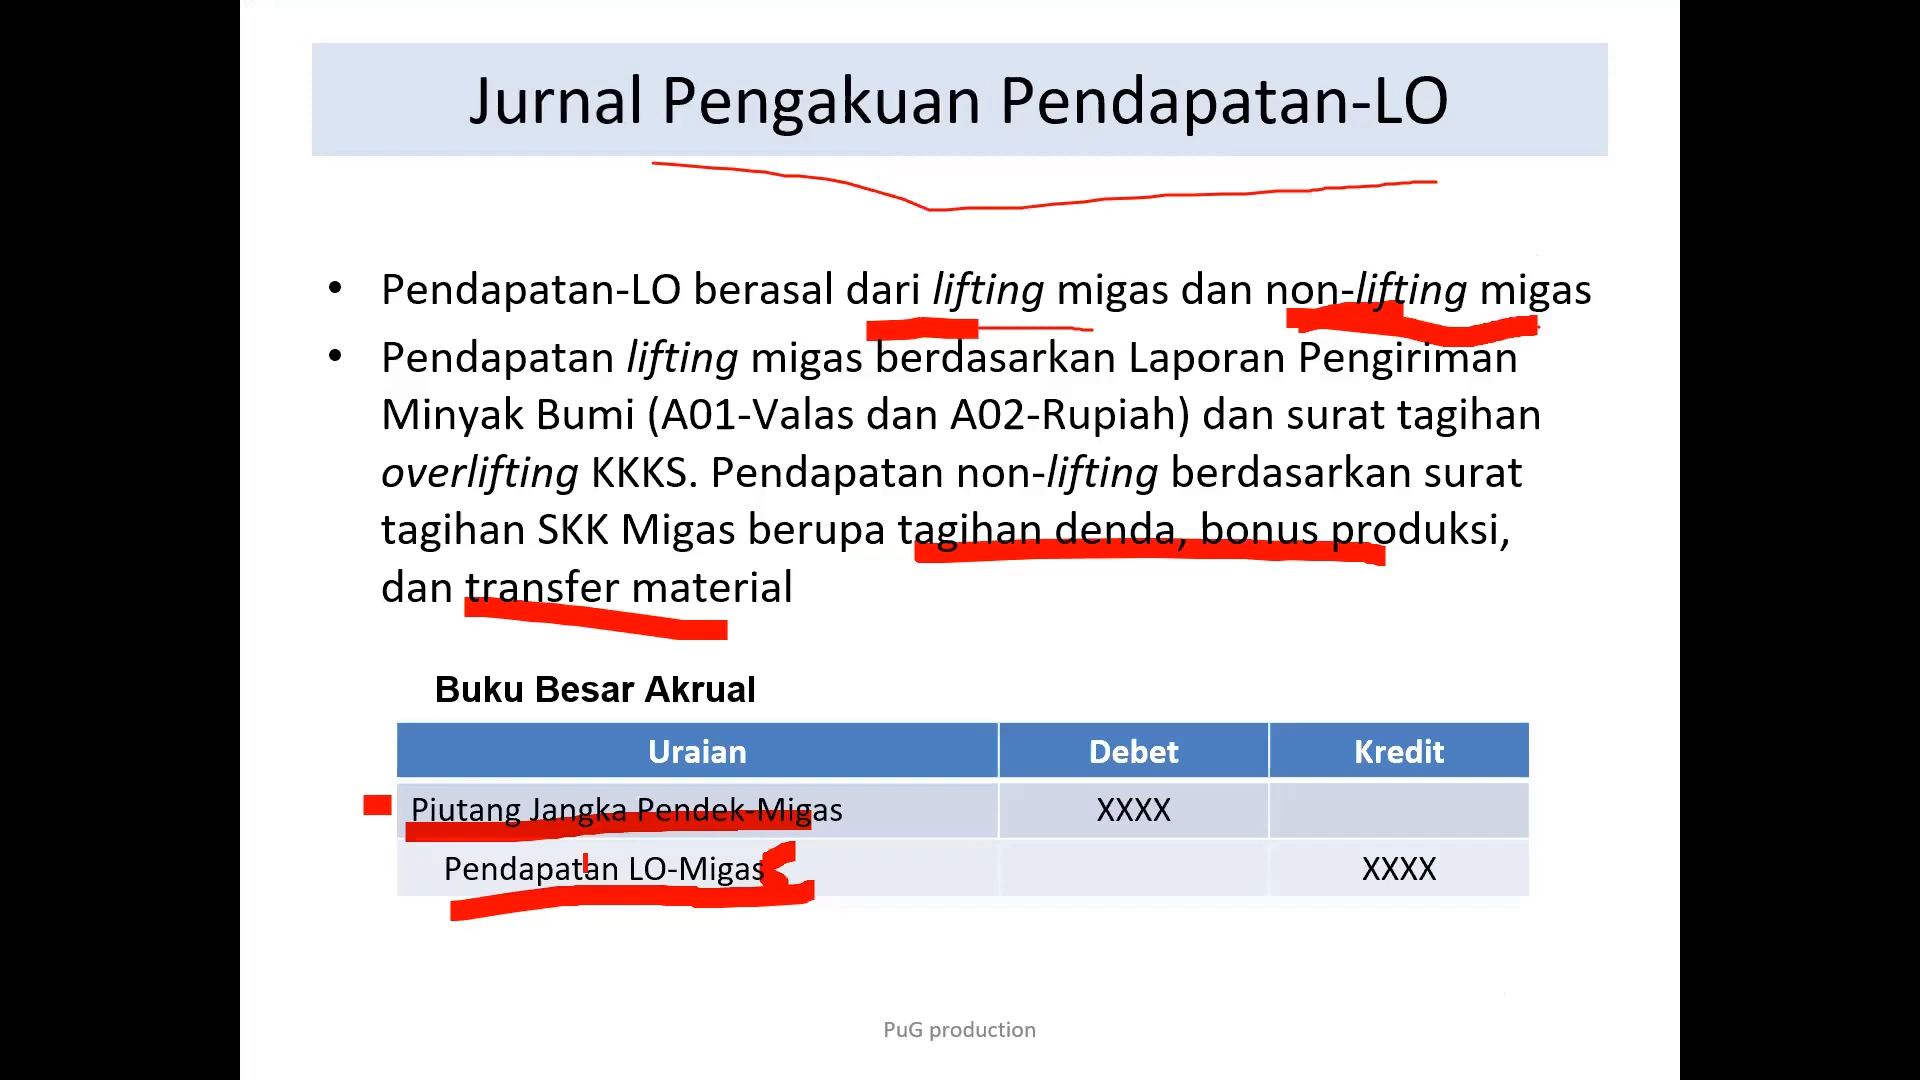 Jurnal Pengakuan Pendapatan-LO
• Pendapatan-LO berasal dari lifting migas dan non-lifting migas
• Pendapatan lifting migas berdasarkan Laporan Pengiriman
Minyak Bumi (A01-Valas dan A02-Rupiah) dan surat tagihan
overlifting KKKS. Pendapatan non-lifting berdasarkan surat
tagihan SKK Migas berupa tagihan denda, bonus produksi,
dan transfer material
Buku Besar Akrual
Uraian Debet Kredit
Piutang Jangka Pendek-Migas XXXX
Pendapatan LO-Migas XXXX
PuG production